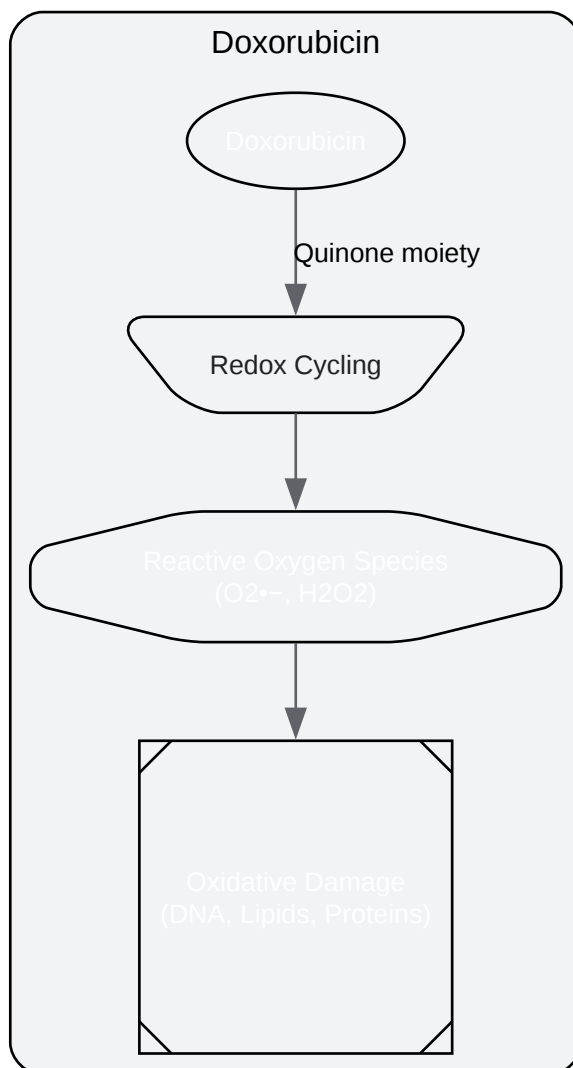 Doxorubicin
Doxorubicin
Quinone moiety
Redox Cycling
Reactive Oxygen Species
(O2•−, H2O2)
Oxidative Damage
(DNA, Lipids, Proteins)